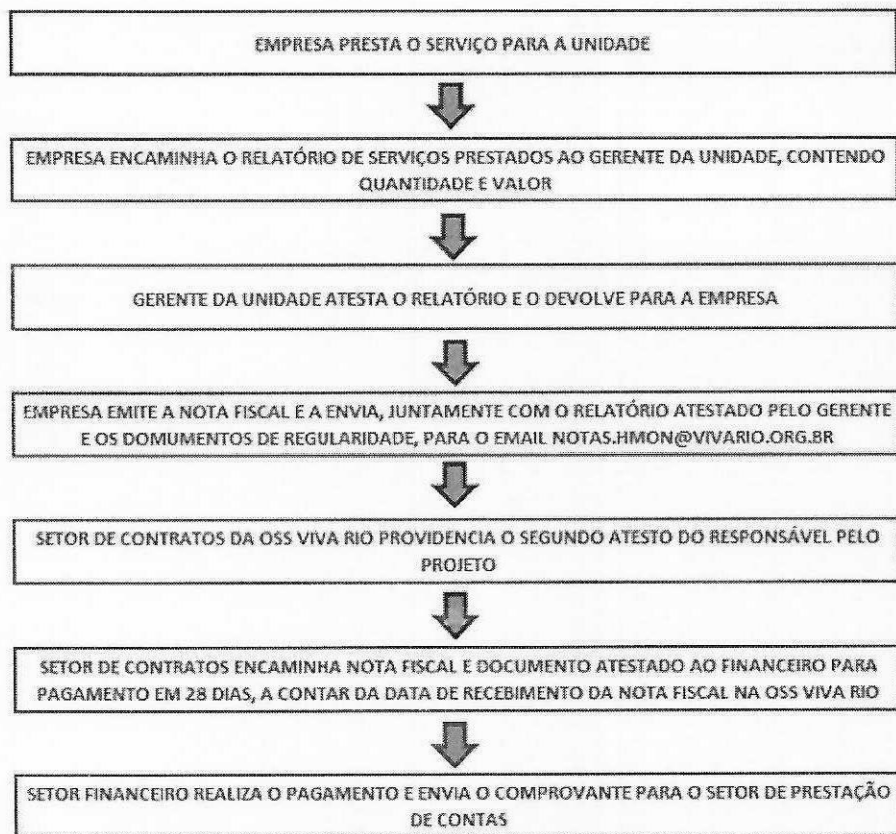 EMPRESA PRESTA O SERVIÇO PARA A UNIDADE
EMPRESA ENCAMINHA O RELATÓRIO DE SERVIÇOS PRESTADOS AO GERENTE DA UNIDADE, CONTENDO
QUANTIDADE E VALOR
GERENTE DA UNIDADE ATESTA O RELATÓRIO E O DEVOLVE PARA A EMPRESA
EMPRESA EMITE A NOTA FISCAL E A ENVIA, JUNTAMENTE COM O RELATÓRIO ATESTADO PELO GERENTE
E OS DOMUMENTOS DE REGULARIDADE, PARA O EMAIL NOTAS.HMON@VIVARIO.ORG.BR
SETOR DE CONTRATOS DA OSS VIVA RIO PROVIDENCIA O SEGUNDO ATESTO DO RESPONSÁVEL PELO
PROJETO
SETOR DE CONTRATOS ENCAMINHA NOTA FISCAL E DOCUMENTO ATESTADO AO FINANCEIRO PARA
PAGAMENTO EM 28 DIAS, A CONTAR DA DATA DE RECEBIMENTO DA NOTA FISCAL NA OSS VIVA RIO
SETOR FINANCEIRO REALIZA O PAGAMENTO E ENVIA O COMPROVANTE PARA O SETOR DE PRESTAÇÃO
DE CONTAS